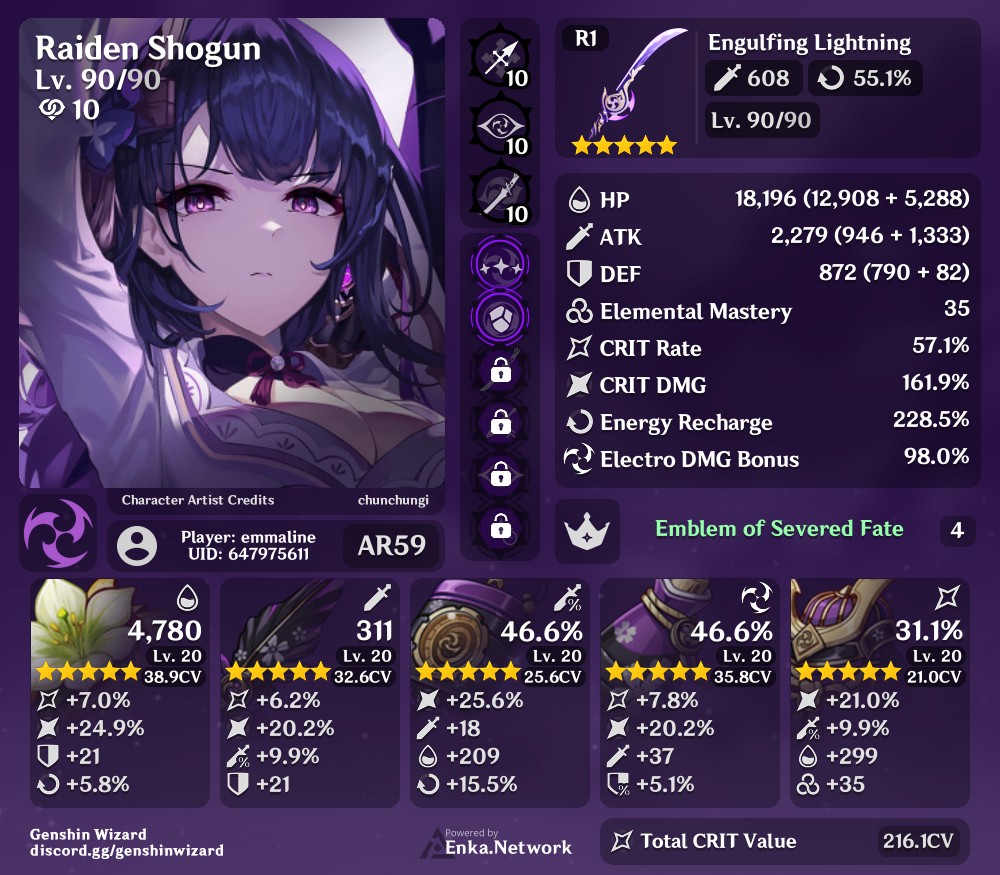 Raiden Shogun
Lv. 90/90
10
10
10
10
R1
Engulfing Lightning
608
55.1%
Lv. 90/90
HP 18,196 (12,908 + 5,288)
ATK 2,279 (946 + 1,333)
DEF 872 (790 + 82)
Elemental Mastery 35
CRIT Rate 57.1%
CRIT DMG 161.9%
Energy Recharge 228.5%
Electro DMG Bonus 98.0%
Character Artist Credits chunchungi
Player: emmaline
UID: 647975611
AR59
Emblem of Severed Fate 4
4,780
Lv. 20
38.9CV
+7.0%
+24.9%
+21
+5.8%
311
Lv. 20
32.6CV
+6.2%
+20.2%
+9.9%
+21
46.6%
Lv. 20
25.6CV
+25.6%
+18
+209
+15.5%
46.6%
Lv. 20
35.8CV
+7.8%
+20.2%
+37
+5.1%
31.1%
Lv. 20
21.0CV
+21.0%
+9.9%
+299
+35
Genshin Wizard
discord.gg/genshinwizard
Powered by
Enka.Network
Total CRIT Value 216.1CV